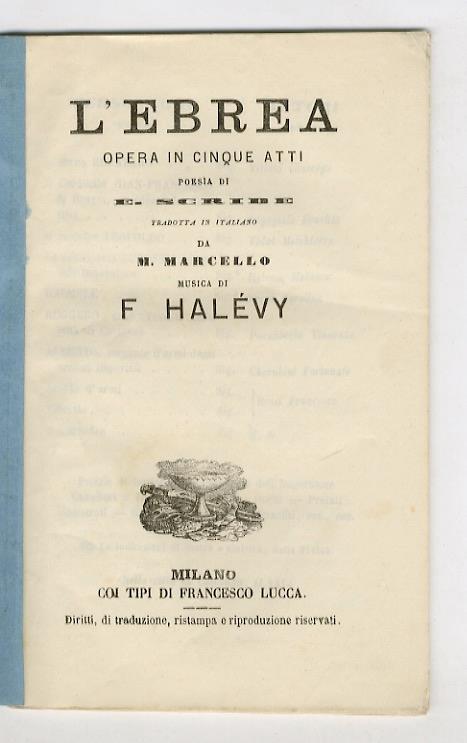 L'EBREA
OPERA IN CINQUE ATTI
POESÌA DI
E. SCRIBE
TRADOTTA IN ITALIANO
DA
M. MARCELLO
MUSICA DI
F HALÉVY
MILANO
COI TIPI DI FRANCESCO LUCCA.
Diritti, di traduzione, ristampa e riproduzione riservati.